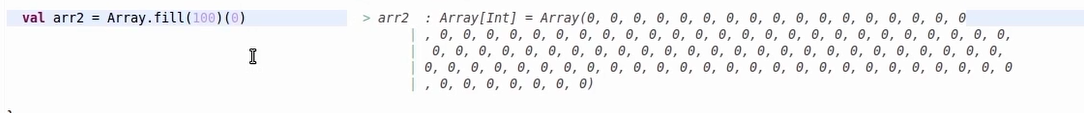 val arr2 = Array.fill(100)(0) > arr2  : Array[Int] = Array(0, 0, 0, 0, 0, 0, 0, 0, 0, 0, 0, 0, 0, 0, 0, 0, 0
| , 0, 0, 0, 0, 0, 0, 0, 0, 0, 0, 0, 0, 0, 0, 0, 0, 0, 0, 0, 0, 0, 0, 0, 0, 0,
| 0, 0, 0, 0, 0, 0, 0, 0, 0, 0, 0, 0, 0, 0, 0, 0, 0, 0, 0, 0, 0, 0, 0, 0, 0,
| 0, 0, 0, 0, 0, 0, 0, 0, 0, 0, 0, 0, 0, 0, 0, 0, 0, 0, 0, 0, 0, 0, 0, 0, 0, 0
| , 0, 0, 0, 0, 0, 0, 0)